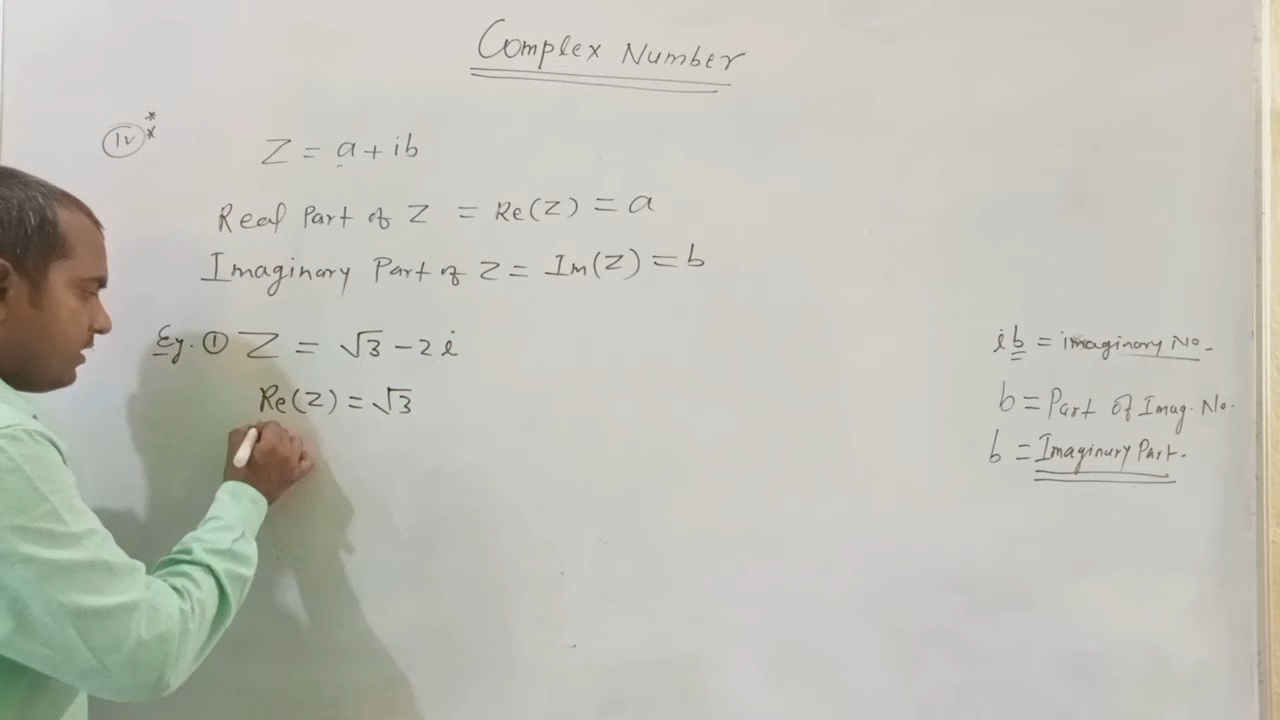 Complex Number
iv **
Z = a + ib
Real Part of Z = Re(Z) = a
Imaginary Part of Z = Im(Z) = b
Eg. ① Z = √3 - 2i
Re(Z) = √3
ib = imaginary No.
b = Part of Imag. No.
b = Imaginary Part.